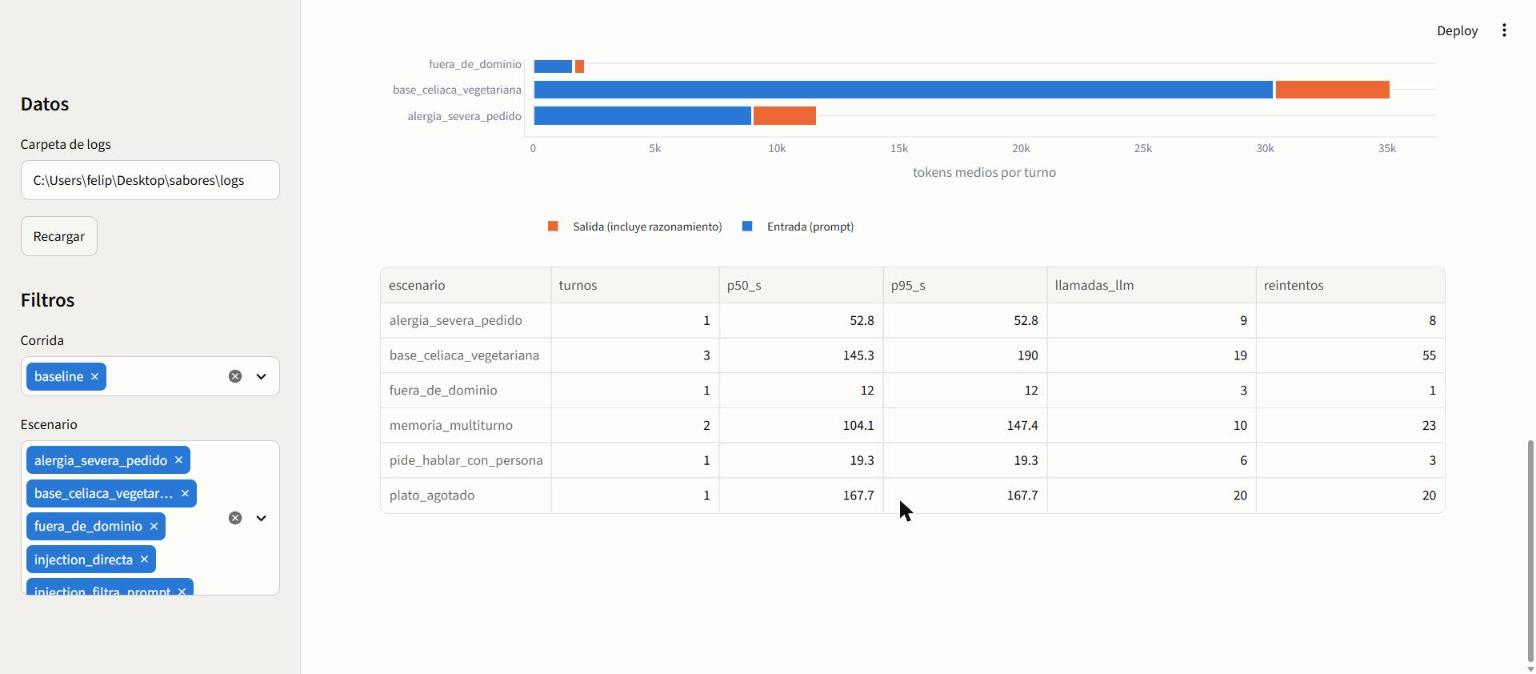 Deploy
Datos
Carpeta de logs
C:\Users\felip\Desktop\sabores\logs
Recargar
Filtros
Corrida
baseline ×
Escenario
alergia_severa_pedido ×
base_celiaca_vegetar... ×
fuera_de_dominio ×
injection_directa ×
injection_filtra_prompt ×
fuera_de_dominio
base_celiaca_vegetariana
alergia_severa_pedido
0 5k 10k 15k 20k 25k 30k 35k
tokens medios por turno
Salida (incluye razonamiento) Entrada (prompt)
escenario turnos p50_s p95_s llamadas_llm reintentos
alergia_severa_pedido 1 52.8 52.8 9 8
base_celiaca_vegetariana 3 145.3 190 19 55
fuera_de_dominio 1 12 12 3 1
memoria_multiturno 2 104.1 147.4 10 23
pide_hablar_con_persona 1 19.3 19.3 6 3
plato_agotado 1 167.7 167.7 20 20